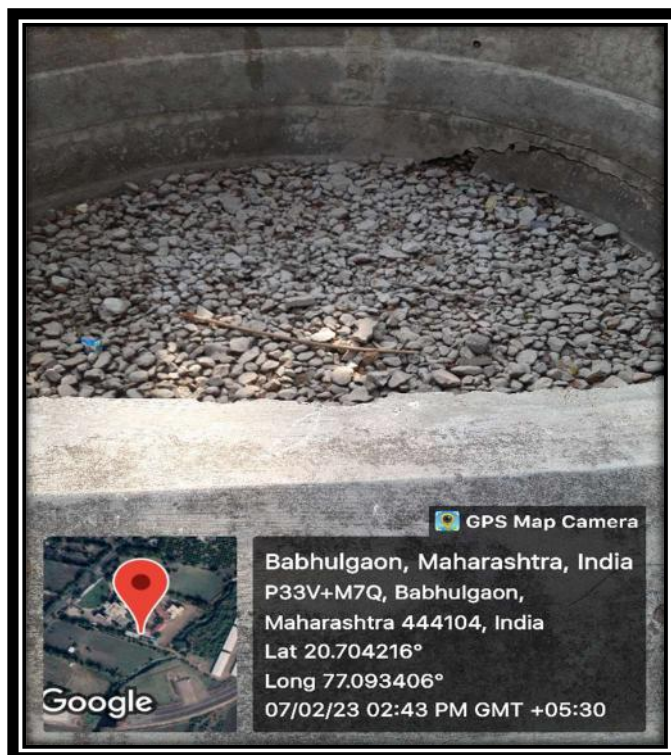 GPS Map Camera
Babhulgaon, Maharashtra, India
P33V+M7Q, Babhulgaon,
Maharashtra 444104, India
Lat 20.704216°
Long 77.093406°
07/02/23 02:43 PM GMT +05:30
Google